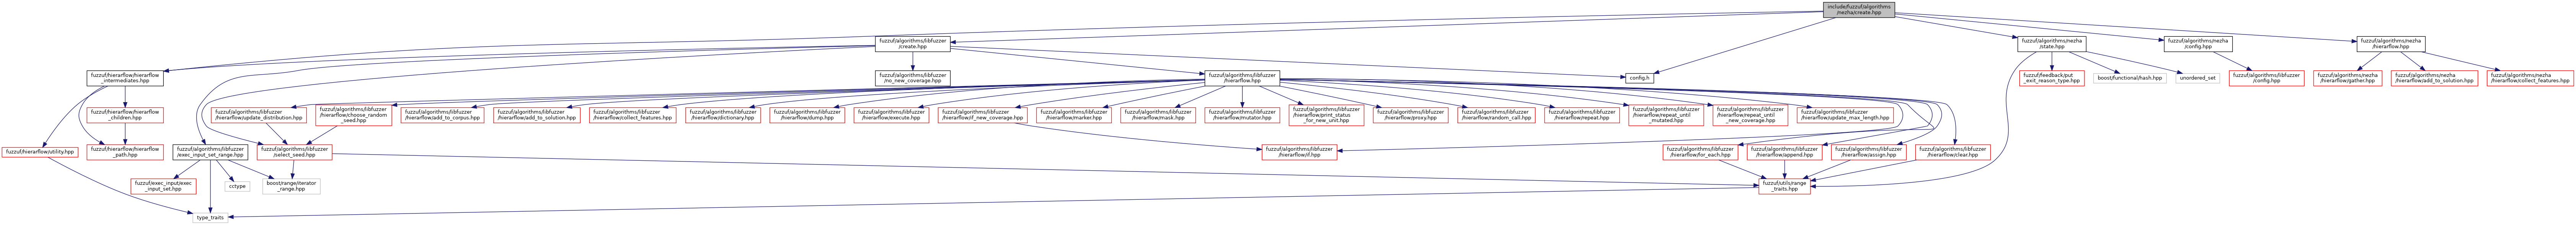 include/fuzzuf/algorithms
/nezha/create.hpp
fuzzuf/algorithms/libfuzzer
/create.hpp
fuzzuf/algorithms/nezha
/state.hpp
fuzzuf/algorithms/nezha
/config.hpp
fuzzuf/algorithms/nezha
/hierarflow.hpp
fuzzuf/hierarflow/hierarflow
_intermediates.hpp
fuzzuf/algorithms/libfuzzer
/no_new_coverage.hpp
fuzzuf/algorithms/libfuzzer
/hierarflow.hpp
config.h
fuzzuf/feedback/put
_exit_reason_type.hpp
boost/functional/hash.hpp
unordered_set
fuzzuf/algorithms/libfuzzer
/config.hpp
fuzzuf/algorithms/nezha
/hierarflow/gather.hpp
fuzzuf/algorithms/nezha
/hierarflow/add_to_solution.hpp
fuzzuf/algorithms/nezha
/hierarflow/collect_features.hpp
fuzzuf/hierarflow/hierarflow
_children.hpp
fuzzuf/algorithms/libfuzzer
/hierarflow/update_distribution.hpp
fuzzuf/algorithms/libfuzzer
/hierarflow/choose_random
_seed.hpp
fuzzuf/algorithms/libfuzzer
/hierarflow/add_to_corpus.hpp
fuzzuf/algorithms/libfuzzer
/hierarflow/add_to_solution.hpp
fuzzuf/algorithms/libfuzzer
/hierarflow/collect_features.hpp
fuzzuf/algorithms/libfuzzer
/hierarflow/dictionary.hpp
fuzzuf/algorithms/libfuzzer
/hierarflow/dump.hpp
fuzzuf/algorithms/libfuzzer
/hierarflow/execute.hpp
fuzzuf/algorithms/libfuzzer
/hierarflow/if_new_coverage.hpp
fuzzuf/algorithms/libfuzzer
/hierarflow/marker.hpp
fuzzuf/algorithms/libfuzzer
/hierarflow/mask.hpp
fuzzuf/algorithms/libfuzzer
/hierarflow/mutator.hpp
fuzzuf/algorithms/libfuzzer
/hierarflow/print_status
_for_new_unit.hpp
fuzzuf/algorithms/libfuzzer
/hierarflow/proxy.hpp
fuzzuf/algorithms/libfuzzer
/hierarflow/random_call.hpp
fuzzuf/algorithms/libfuzzer
/hierarflow/repeat.hpp
fuzzuf/algorithms/libfuzzer
/hierarflow/repeat_until
_mutated.hpp
fuzzuf/algorithms/libfuzzer
/hierarflow/repeat_until
_new_coverage.hpp
fuzzuf/algorithms/libfuzzer
/hierarflow/update_max_length.hpp
fuzzuf/hierarflow/utility.hpp
fuzzuf/hierarflow/hierarflow
_path.hpp
fuzzuf/algorithms/libfuzzer
/exec_input_set_range.hpp
fuzzuf/algorithms/libfuzzer
/select_seed.hpp
fuzzuf/algorithms/libfuzzer
/hierarflow/if.hpp
fuzzuf/algorithms/libfuzzer
/hierarflow/for_each.hpp
fuzzuf/algorithms/libfuzzer
/hierarflow/append.hpp
fuzzuf/algorithms/libfuzzer
/hierarflow/assign.hpp
fuzzuf/algorithms/libfuzzer
/hierarflow/clear.hpp
fuzzuf/exec_input/exec
_input_set.hpp
cctype
boost/range/iterator
_range.hpp
fuzzuf/utils/range
_traits.hpp
type_traits